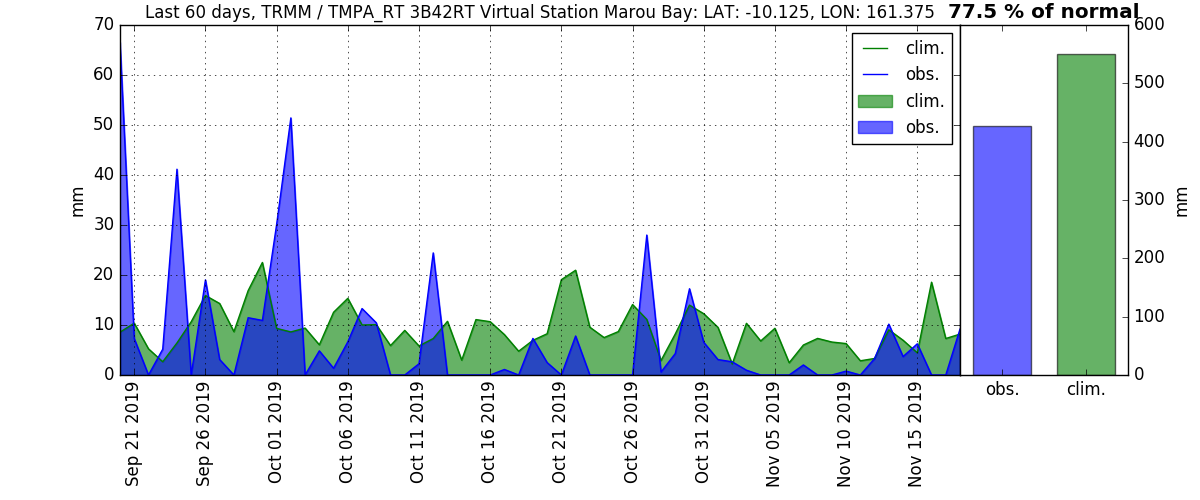 Last 60 days, TRMM / TMPA_RT 3B42RT Virtual Station Marou Bay: LAT: -10.125, LON: 161.375 77.5 % of normal
70
60
50
40
30
20
10
0
mm
clim.
obs.
clim.
obs.
600
500
400
300
200
100
0
mm
obs.
clim.
Sep 21 2019
Sep 26 2019
Oct 01 2019
Oct 06 2019
Oct 11 2019
Oct 16 2019
Oct 21 2019
Oct 26 2019
Oct 31 2019
Nov 05 2019
Nov 10 2019
Nov 15 2019